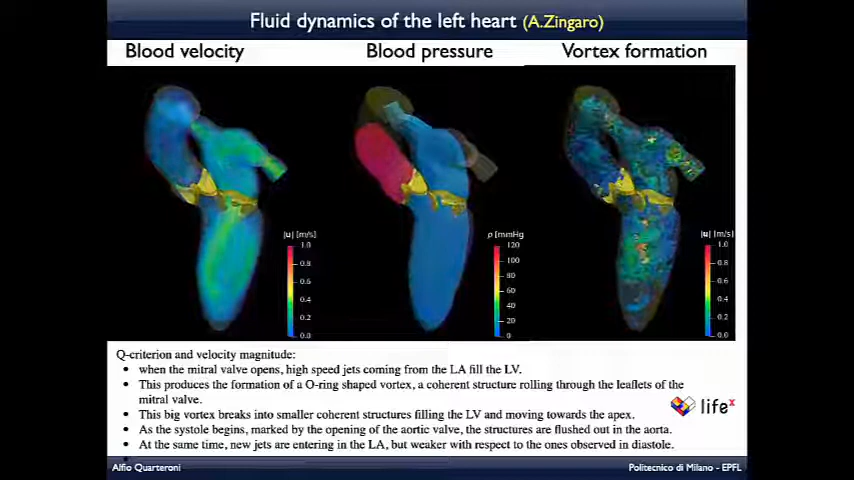 Fluid dynamics of the left heart (A.Zingaro)
Blood velocity Blood pressure Vortex formation
|u| [m/s] p [mmHg |u| [m/s]
1.0 120 1.0
100
0.8 80 0.8
0.6 60 0.6
0.4 40 0.4
0.2 20 0.2
0.0 0 0.0
Q-criterion and velocity magnitude:
• when the mitral valve opens, high speed jets coming from the LA fill the LV.
• This produces the formation of a O-ring shaped vortex, a coherent structure rolling through the leaflets of the
mitral valve.
• This big vortex breaks into smaller coherent structures filling the LV and moving towards the apex.
• As the systole begins, marked by the opening of the aortic valve, the structures are flushed out in the aorta.
• At the same time, new jets are entering in the LA, but weaker with respect to the ones observed in diastole.
lifex
Alfio Quarteroni Politecnico di Milano - EPFL